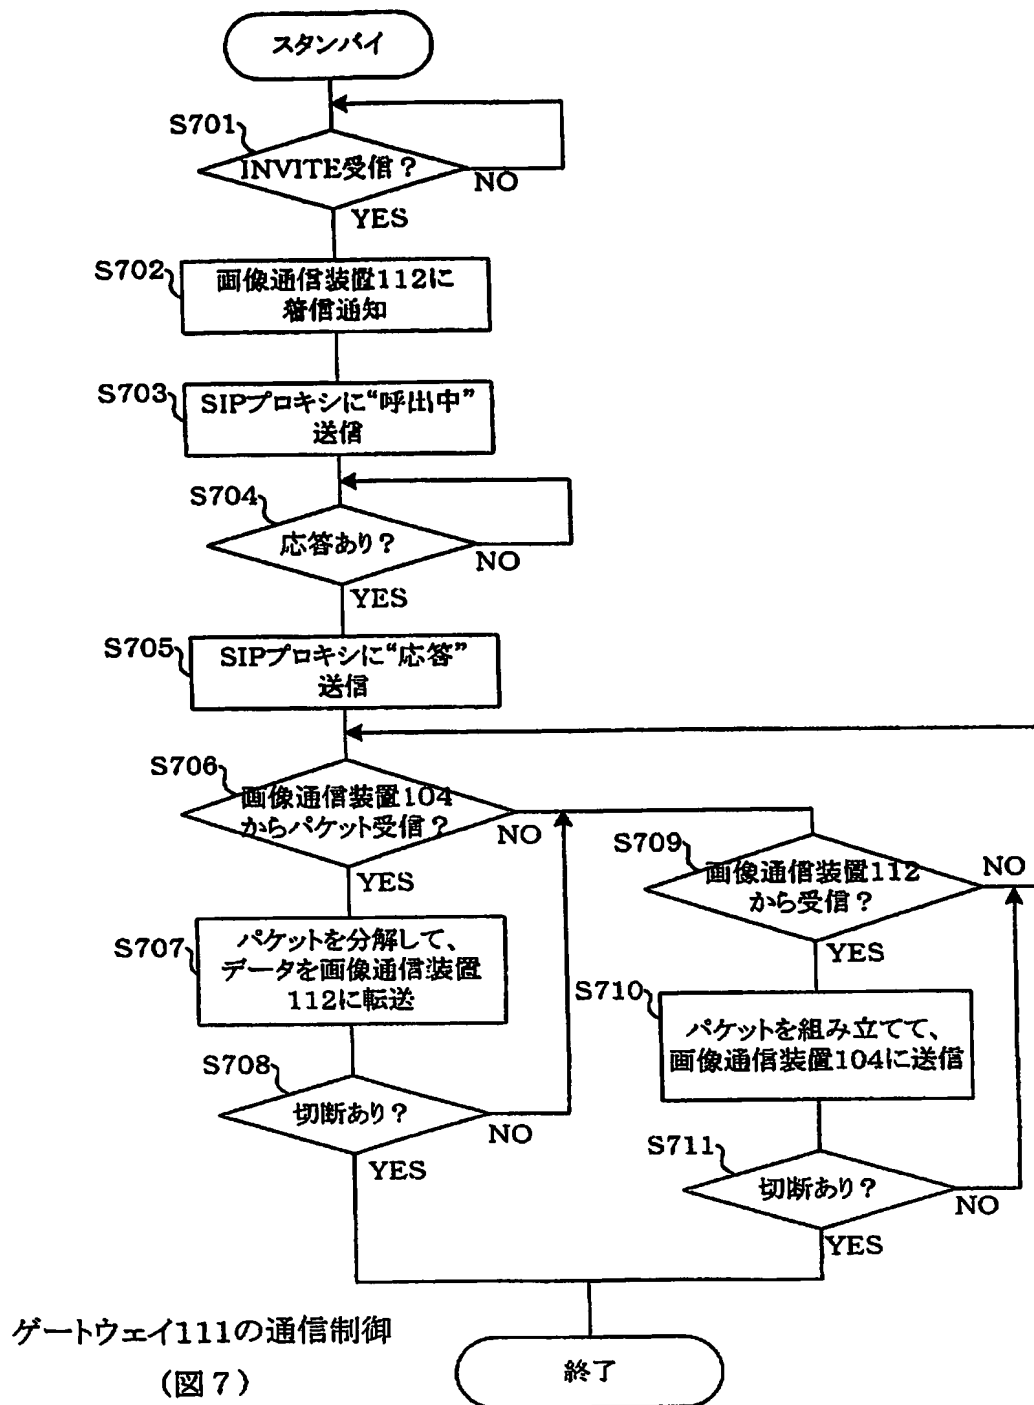 スタンバイ
S701
INVITE受信？
NO
YES
S702
画像通信装置112に
着信通知
S703
SIPプロキシに“呼出中”
送信
S704
応答あり？
NO
YES
S705
SIPプロキシに“応答”
送信
S706
画像通信装置104
からパケット受信？
NO
YES
S707
パケットを分解して、
データを画像通信装置
112に転送
S708
切断あり？
NO
YES
S709
画像通信装置112
から受信？
NO
YES
S710
パケットを組み立てて、
画像通信装置104に送信
S711
切断あり？
NO
YES
終了
ゲートウェイ111の通信制御
(図７)